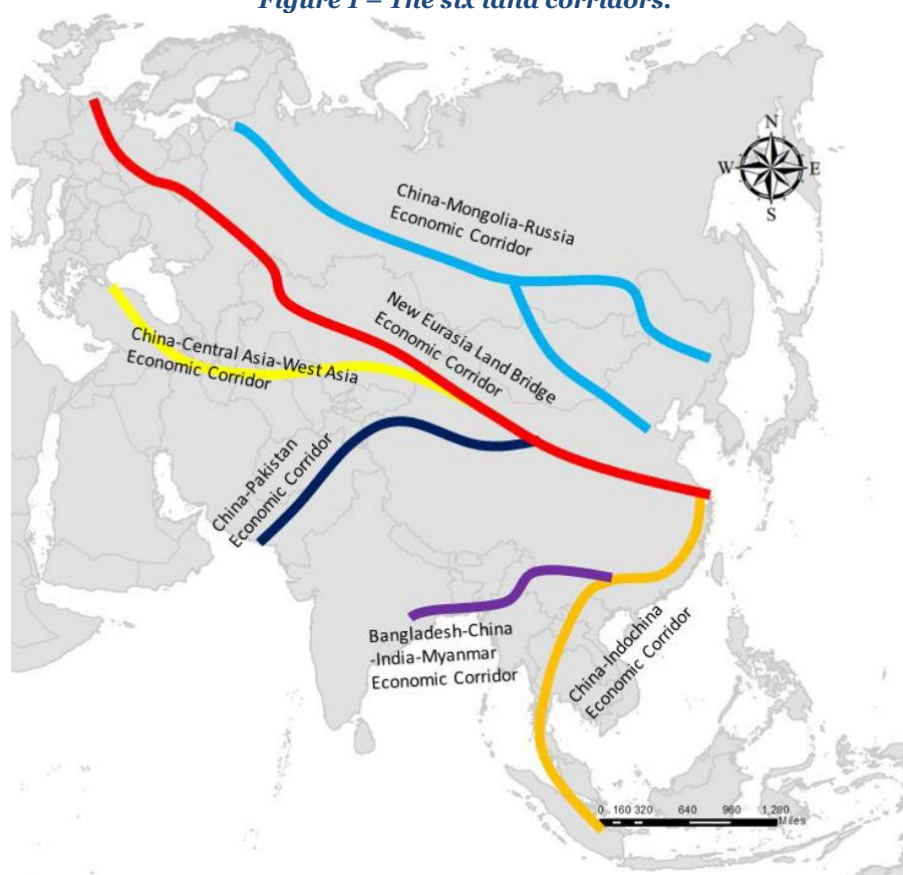 Figure 1 – The six land corridors.
N
W E
S
China-Mongolia-Russia
Economic Corridor
New Eurasia Land Bridge
Economic Corridor
China-Central Asia-West Asia
Economic Corridor
China-Pakistan
Economic Corridor
Bangladesh-China
-India-Myanmar
Economic Corridor
China-Indochina
Economic Corridor
0 160 320 640 960 1,280
Miles